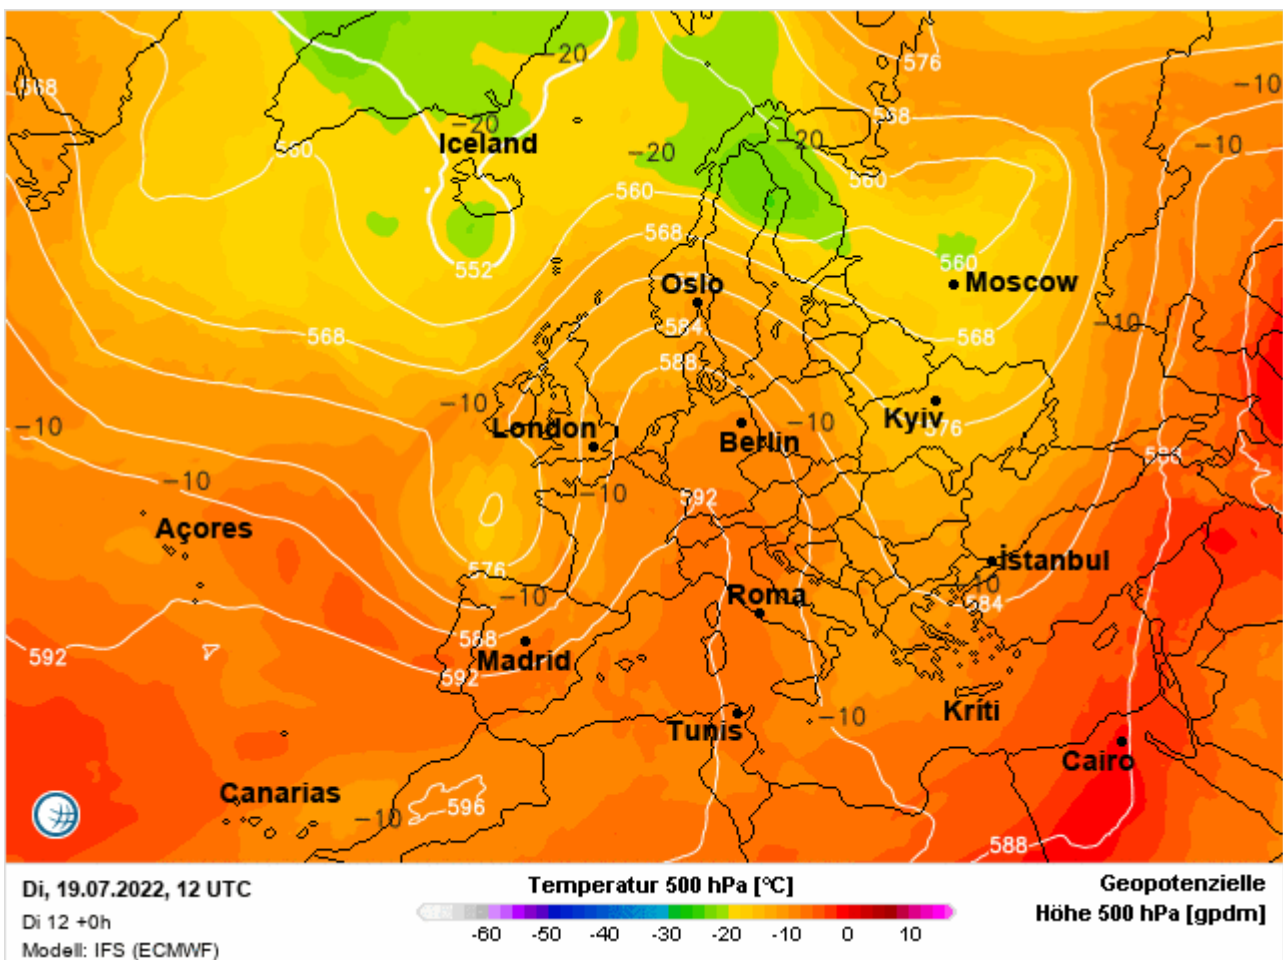 −20
576
568
−10
568
−20
Iceland
−20
−20
−10
560
560
560
568
552
560
Oslo
Moscow
584
−10
568
568
588
−10
London
−10
Berlin
−10
Kyiv
576
−10
588
−10
−10
592
Açores
576
İstanbul
−10
Roma
584
592
588
Madrid
592
Kríti
−10
Tunis
Cairo
Canarias
596
−10
588
Di, 19.07.2022, 12 UTC
Di 12 +0h
Modell: IFS (ECMWF)
Temperatur 500 hPa [°C]
-60 -50 -40 -30 -20 -10 0 10
Geopotenzielle
Höhe 500 hPa [gpdm]